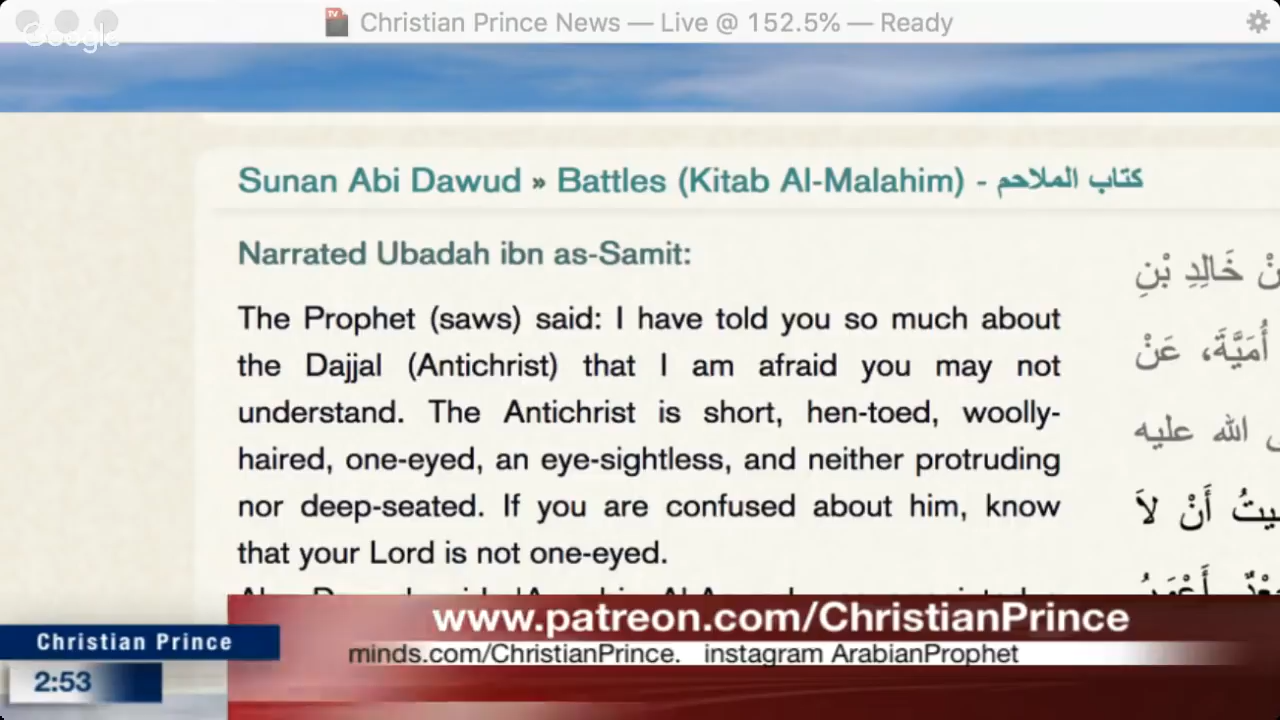 Christian Prince News — Live @ 152.5% — Ready
Google
Sunan Abi Dawud » Battles (Kitab Al-Malahim) - كتاب الملاحم
Narrated Ubadah ibn as-Samit:
The Prophet (saws) said: I have told you so much about
the Dajjal (Antichrist) that I am afraid you may not
understand. The Antichrist is short, hen-toed, woolly-
haired, one-eyed, an eye-sightless, and neither protruding
nor deep-seated. If you are confused about him, know
that your Lord is not one-eyed.
خَالِدِ بْنِ
أُمَيَّةَ، عَنْ
الله عليه
أَنْ لاَ
www.patreon.com/ChristianPrince
Christian Prince
minds.com/ChristianPrince. instagram ArabianProphet
2:53